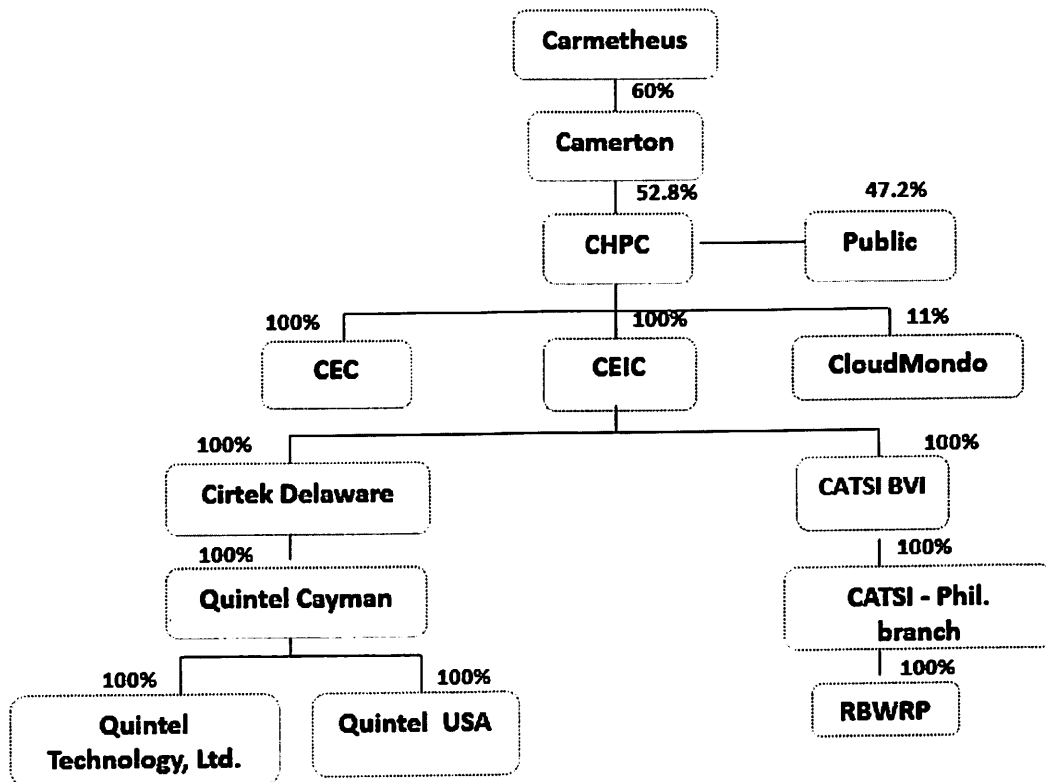 Carmetheus
60%
Camerton
52.8%
47.2%
CHPC
Public
100%
100%
11%
CEC
CEIC
CloudMondo
100%
100%
Cirtek Delaware
CATSI BVI
100%
100%
Quintel Cayman
CATSI - Phil.
branch
100%
100%
100%
Quintel
Technology, Ltd.
Quintel USA
RBWRP